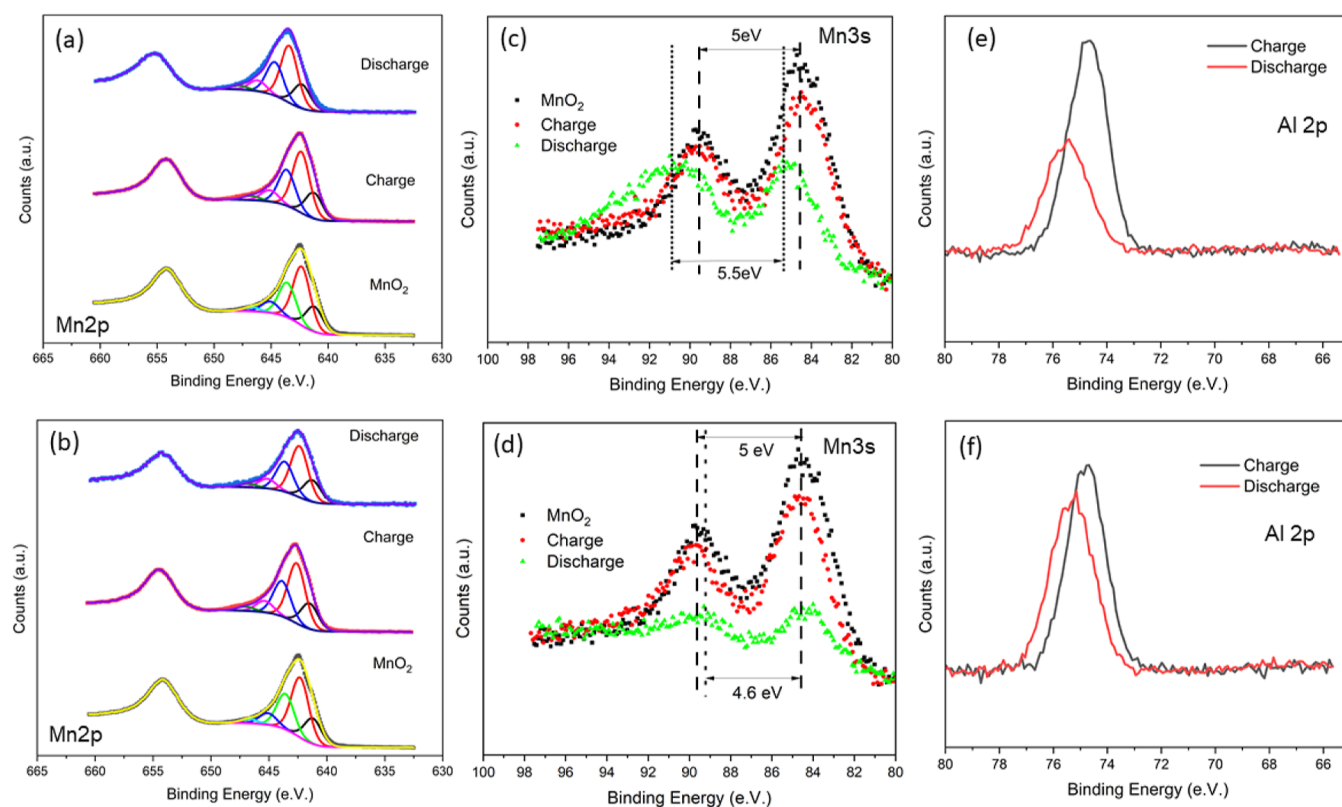 (a)
Discharge
Charge
MnO₂
Mn2p
Counts (a.u.)
665 660 655 650 645 640 635 630
Binding Energy (e.V.)
(c)
5eV
Mn3s
MnO₂
Charge
Discharge
5.5eV
Counts (a.u.)
100 98 96 94 92 90 88 86 84 82 80
Binding Energy (e.V.)
(e)
Charge
Discharge
Al 2p
Counts (a.u.)
80 78 76 74 72 70 68 66
Binding Energy (e.V.)
(b)
Discharge
Charge
MnO₂
Mn2p
Counts (a.u.)
665 660 655 650 645 640 635 630
Binding Energy (e.V.)
(d)
5 eV
Mn3s
MnO₂
Charge
Discharge
4.6 eV
Counts (a.u.)
100 98 96 94 92 90 88 86 84 82 80
Binding Energy (e.V.)
(f)
Charge
Discharge
Al 2p
Counts (a.u.)
80 78 76 74 72 70 68 66
Binding Energy (e.V.)